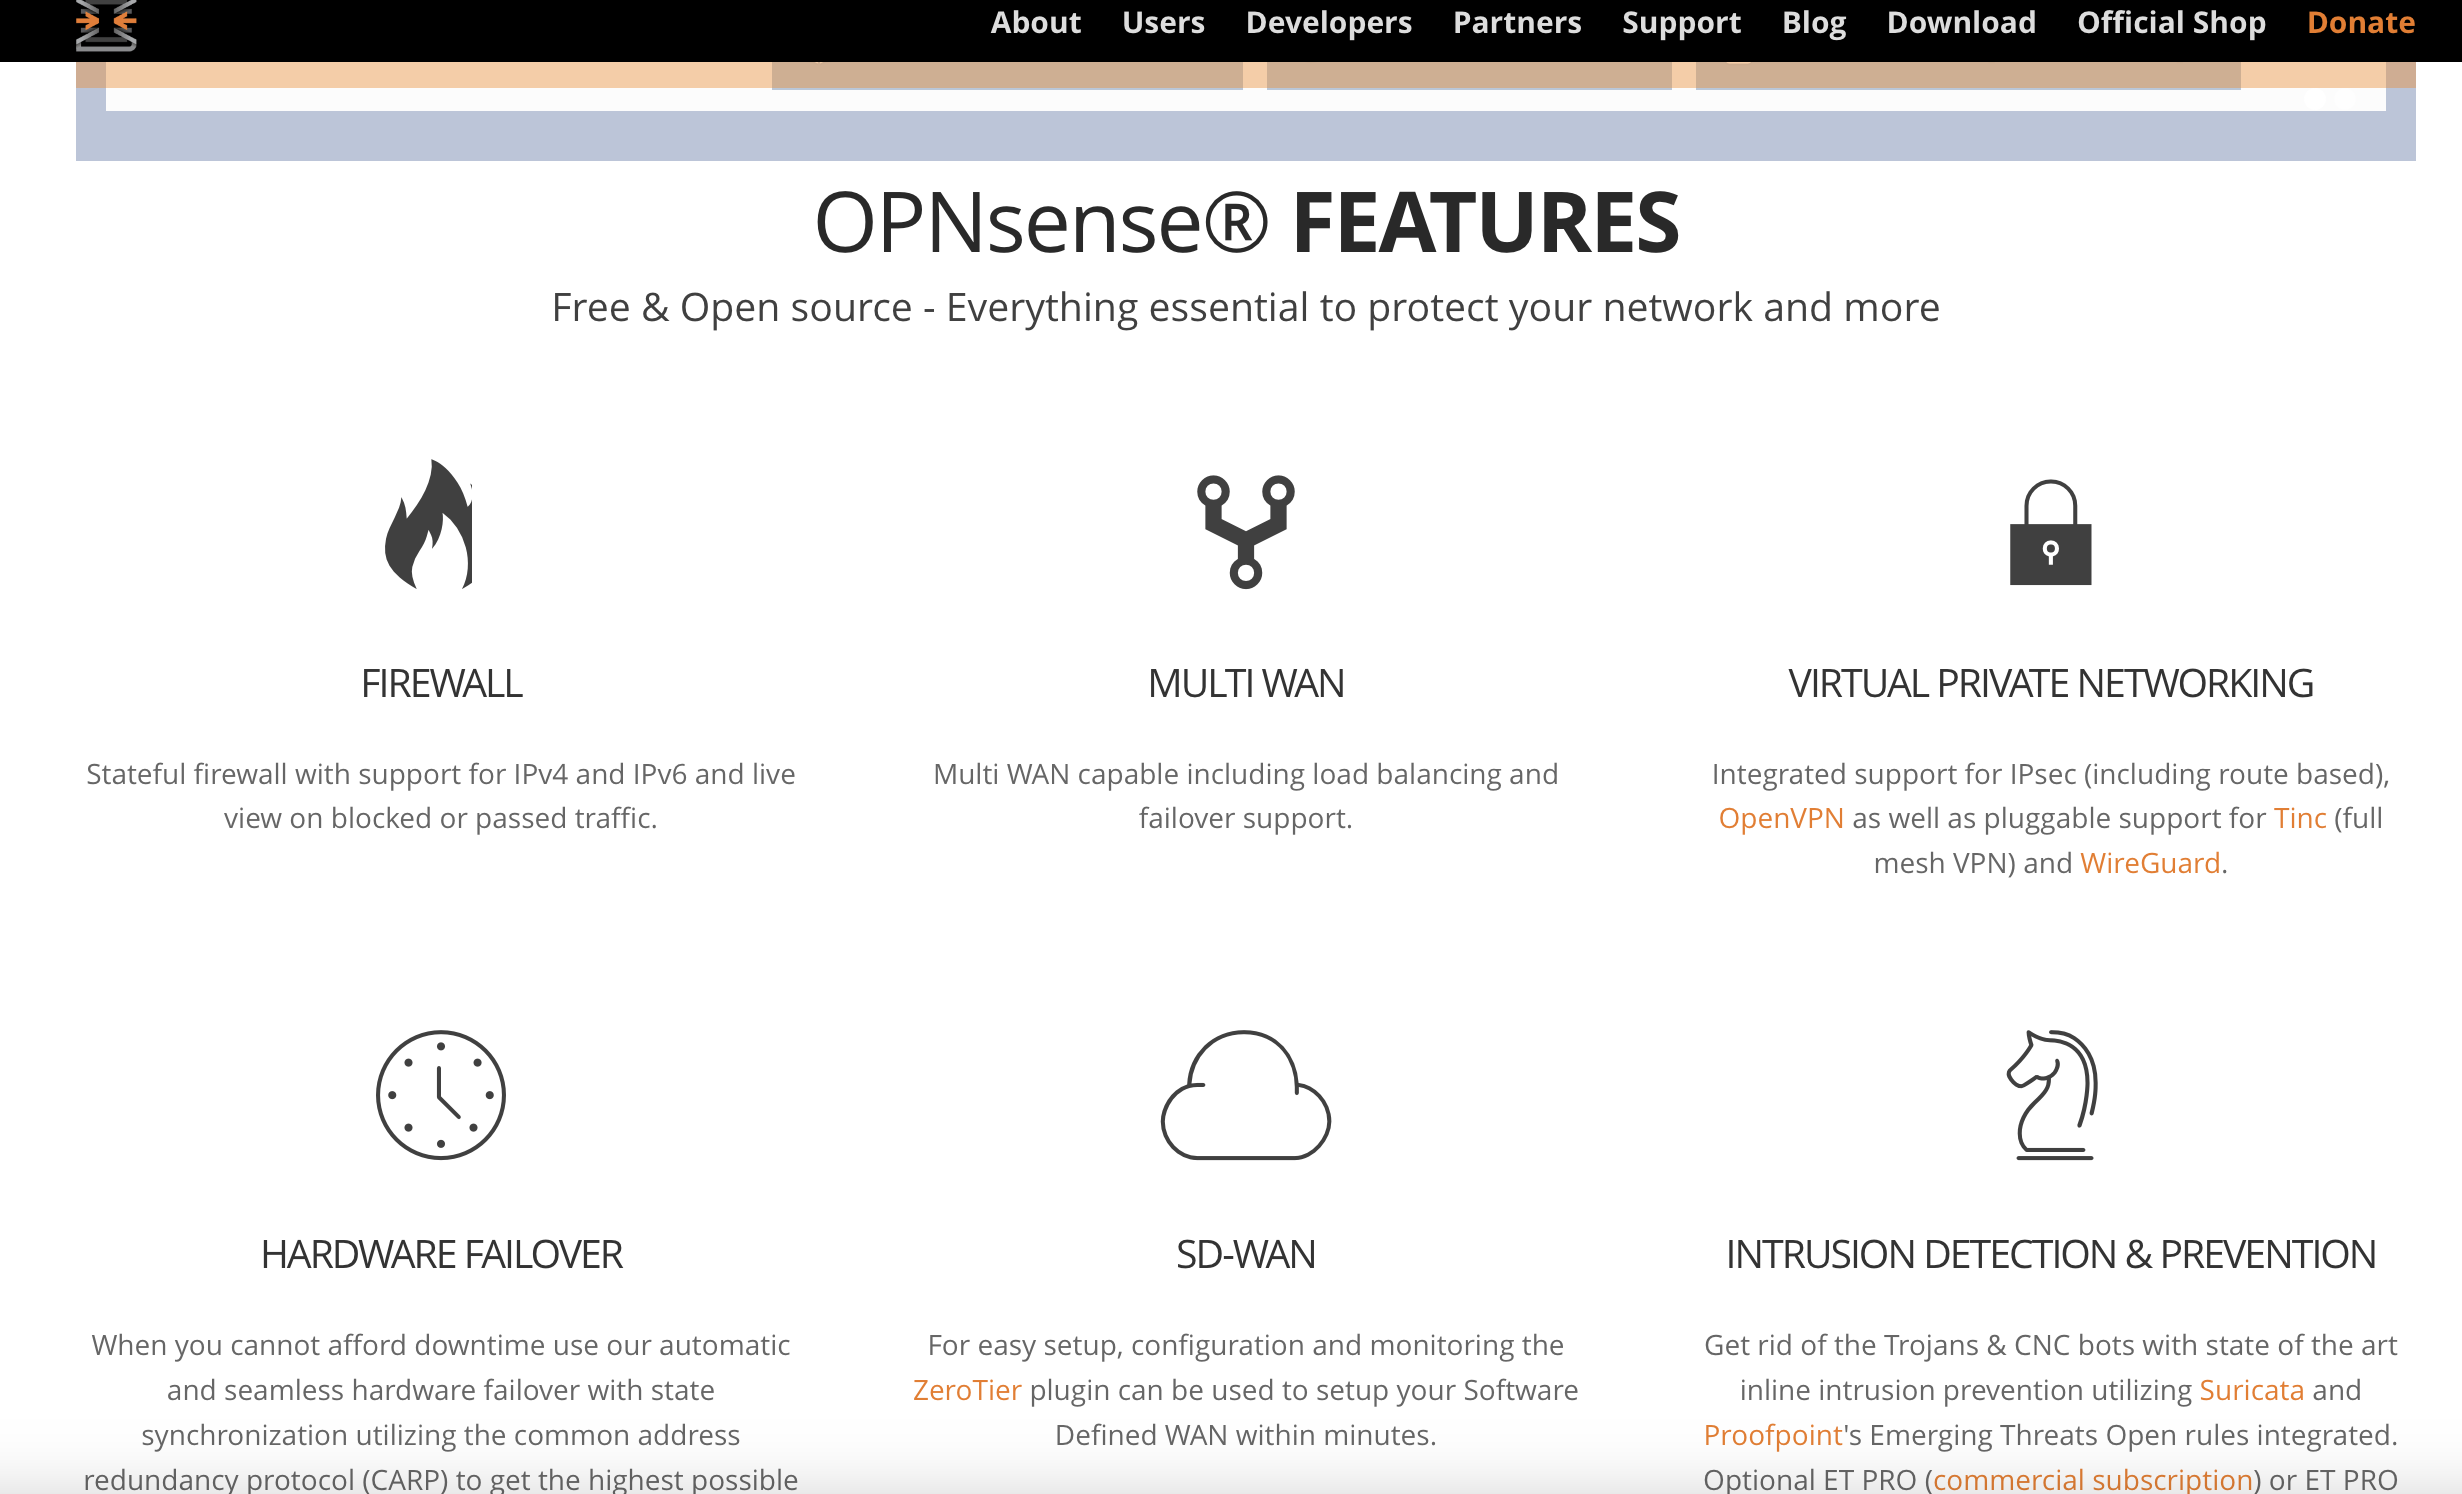 About Users Developers Partners Support Blog Download Official Shop Donate
OPNsense® FEATURES
Free & Open source - Everything essential to protect your network and more
FIREWALL
Stateful firewall with support for IPv4 and IPv6 and live
view on blocked or passed traffic.
MULTI WAN
Multi WAN capable including load balancing and
failover support.
VIRTUAL PRIVATE NETWORKING
Integrated support for IPsec (including route based),
OpenVPN as well as pluggable support for Tinc (full
mesh VPN) and WireGuard.
HARDWARE FAILOVER
When you cannot afford downtime use our automatic
and seamless hardware failover with state
synchronization utilizing the common address
redundancy protocol (CARP) to get the highest possible
SD-WAN
For easy setup, configuration and monitoring the
ZeroTier plugin can be used to setup your Software
Defined WAN within minutes.
INTRUSION DETECTION & PREVENTION
Get rid of the Trojans & CNC bots with state of the art
inline intrusion prevention utilizing Suricata and
Proofpoint's Emerging Threats Open rules integrated.
Optional ET PRO (commercial subscription) or ET PRO